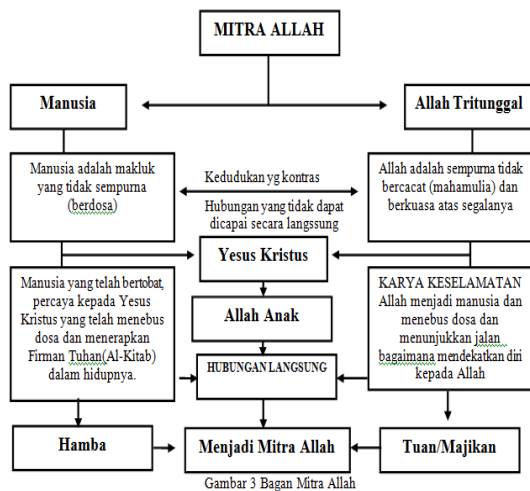 MITRA ALLAH
Manusia
Allah Tritunggal
Manusia adalah makluk
yang tidak sempurna
(berdosa)
Kedudukan yg kontras
Hubungan yang tidak dapat
dicapai secara langssung
Allah adalah sempurna tidak
bercacat (mahamulia) dan
berkuasa atas segalanya
Yesus Kristus
Manusia yang telah bertobat,
percaya kepada Yesus
Kristus yang telah menebus
dosa dan menerapkan
Firman Tuhan(Al-Kitab)
dalam hidupnya.
Allah Anak
KARYA KESELAMATAN
Allah menjadi manusia dan
menebus dosa dan
menunjukkan jalan
bagaimana mendekatkan diri
kepada Allah
HUBUNGAN LANGSUNG
Hamba
Menjadi Mitra Allah
Tuan/Majikan
Gambar 3 Bagan Mitra Allah